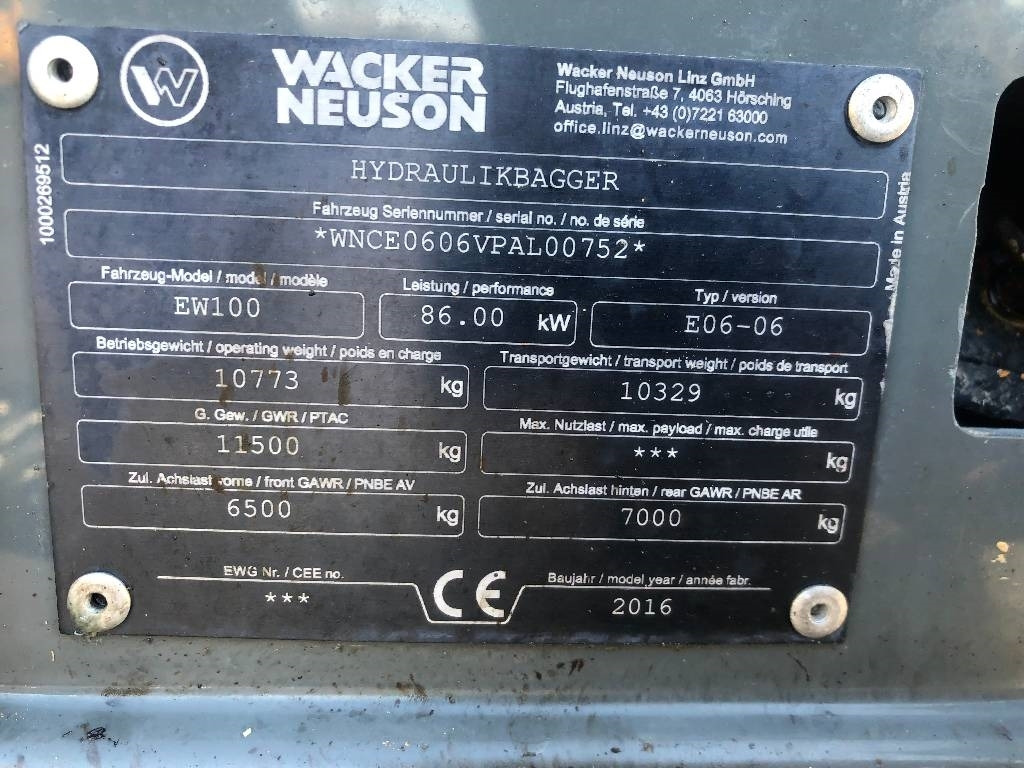 W
WACKER
NEUSON
Wacker Neuson Linz GmbH
Flughafenstraße 7, 4063 Hörsching
Austria, Tel. +43 (0)7221 63000
office.linz@wackerneuson.com
1000269512
HYDRAULIKBAGGER
Fahrzeug Seriennummer / serial no. / no. de série
*WNCE0606VPAL00752*
Made in Austria
Fahrzeug-Model / model / modèle
EW100
Leistung / performance
86.00 kW
Typ / version
E06-06
Betriebsgewicht / operating weight / poids en charge
10773 kg
Transportgewicht / transport weight / poids de transport
10329 kg
G. Gew. / GWR / PTAC
11500 kg
Max. Nutzlast / max. payload / max. charge utile
*** kg
Zul. Achslast vorne / front GAWR / PNBE AV
6500 kg
Zul. Achslast hinten / rear GAWR / PNBE AR
7000 kg
EWG Nr. / CEE no.
***
CE
Baujahr / model year / année fabr.
2016